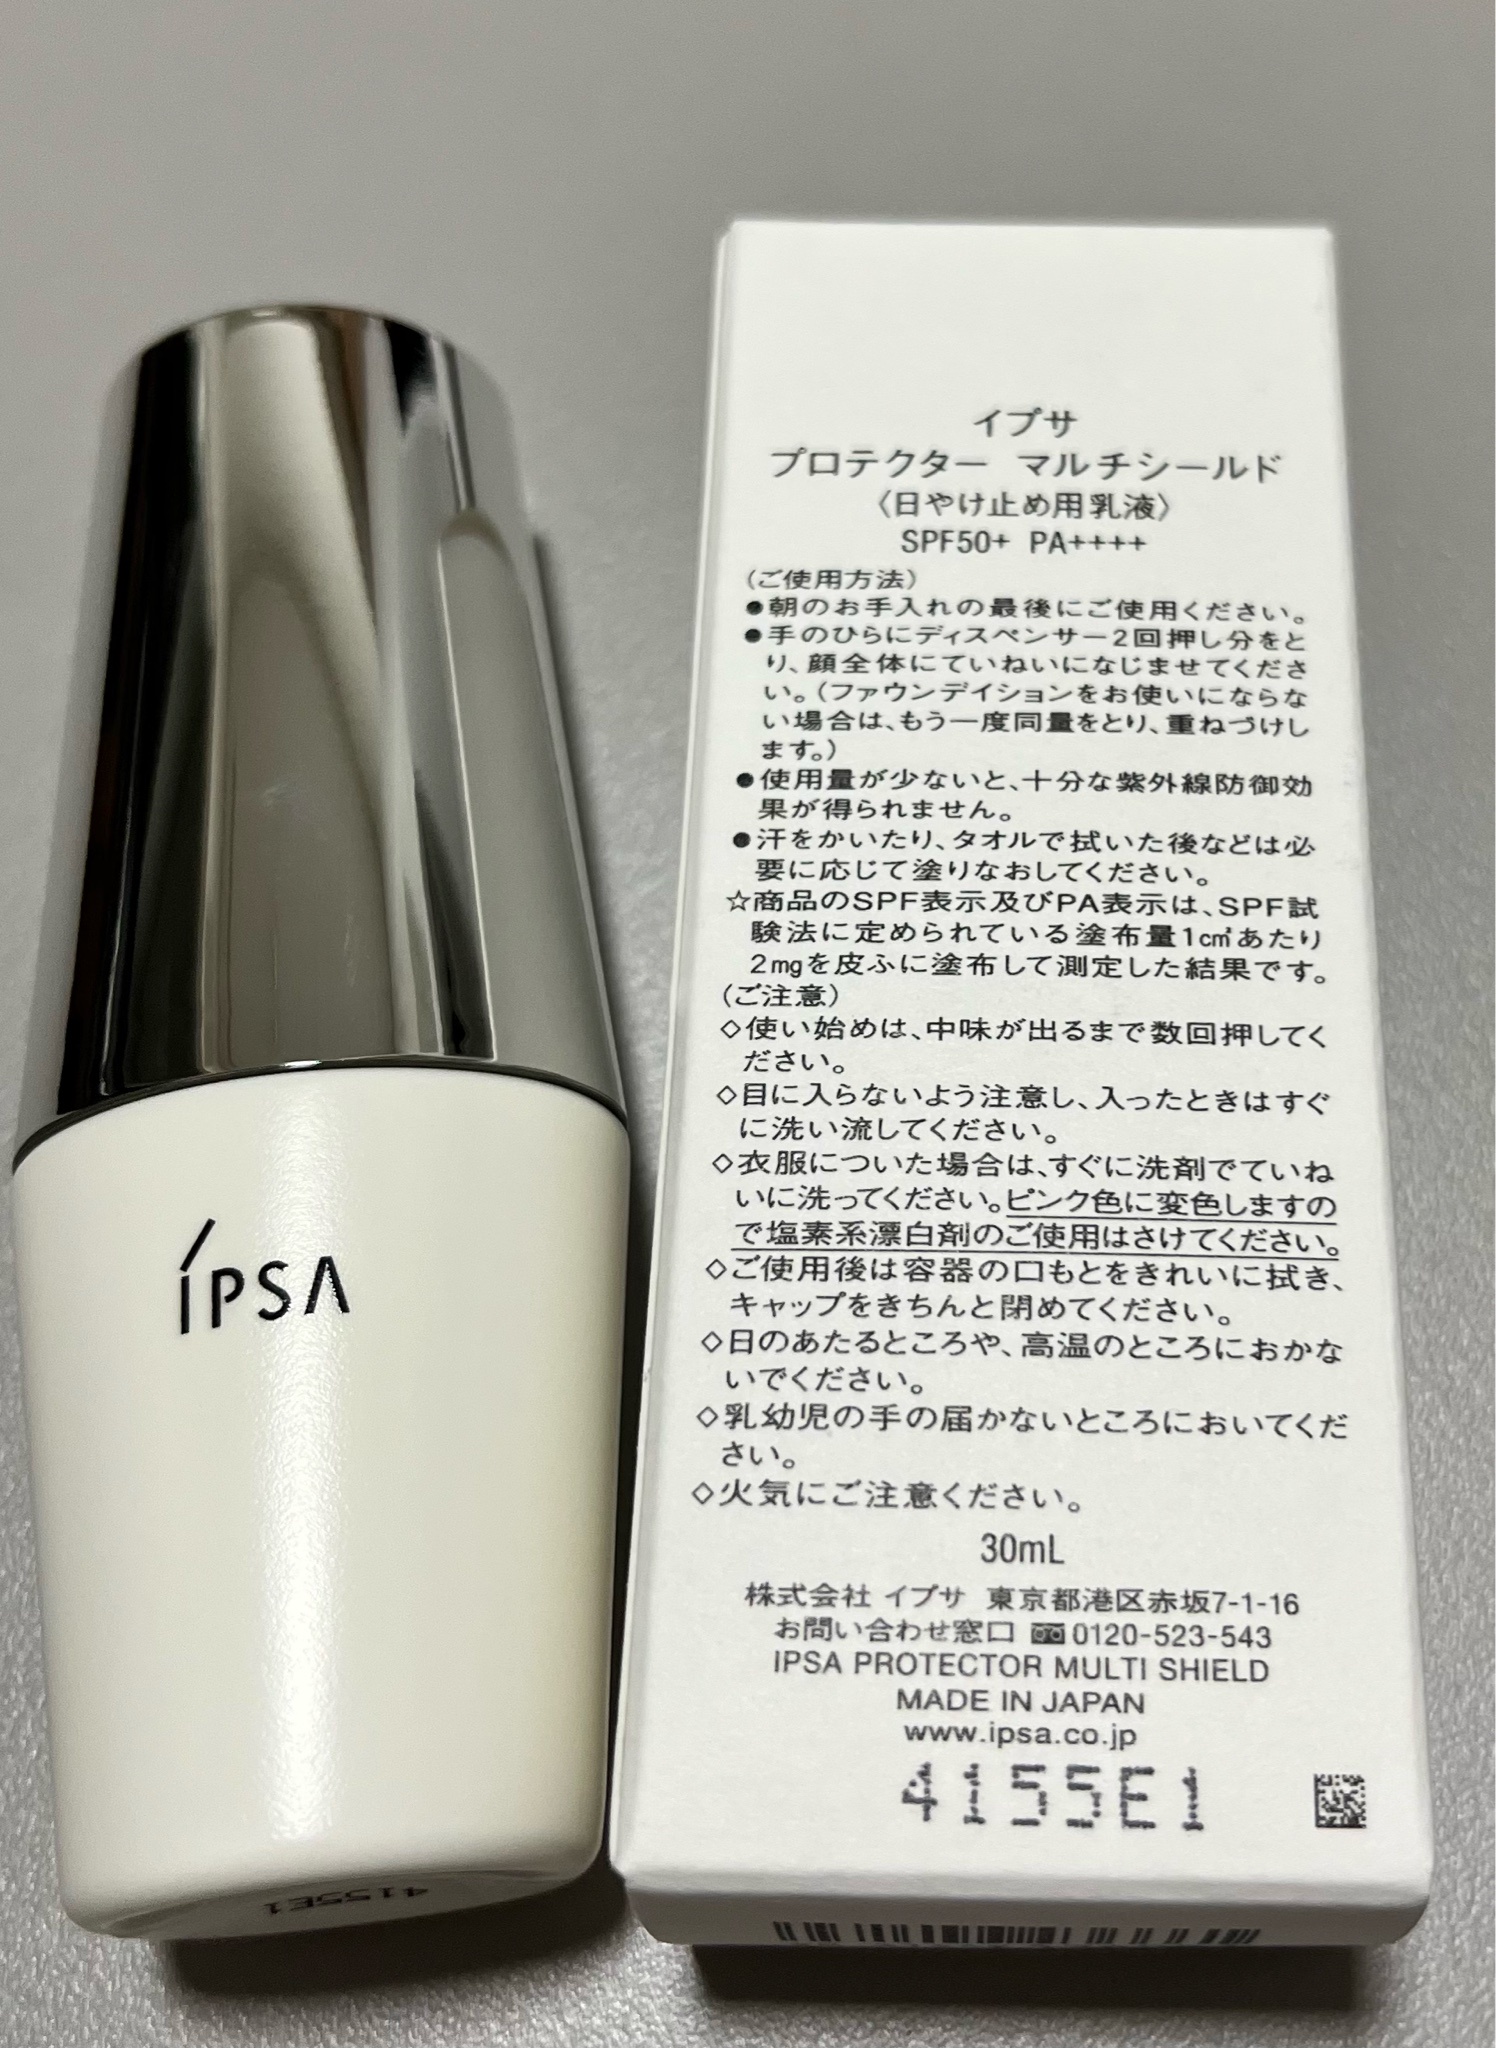 ipsa
4155E1
イプサ
プロテクター マルチシールド
〈日やけ止め用乳液〉
SPF50+ PA++++
（ご使用方法）
●朝のお手入れの最後にご使用ください。
●手のひらにディスペンサー2回押し分をと
り、顔全体にていねいになじませてくださ
い。（ファウンデイションをお使いにならな
い場合は、もう一度同量をとり、重ねづけし
ます。）
●使用量が少ないと、十分な紫外線防御効
果が得られません。
●汗をかいたり、タオルで拭いた後などは必
要に応じて塗りなおしてください。
☆商品のSPF表示及びPA表示は、SPF試
験法に定められている塗布量1c㎡あたり
2mgを皮ふに塗布して測定した結果です。
（ご注意）
◇使い始めは、中味が出るまで数回押してく
ださい。
◇目に入らないよう注意し、入ったときはすぐ
に洗い流してください。
◇衣服についた場合は、すぐに洗剤でていね
いに洗ってください。ピンク色に変色しますの
で塩素系漂白剤のご使用はさけてください。
◇ご使用後は容器の口もとをきれいに拭き、
キャップをきちんと閉めてください。
◇日のあたるところや、高温のところにおかな
いでください。
◇乳幼児の手の届かないところにおいてくだ
さい。
◇火気にご注意ください。
30mL
株式会社 イプサ 東京都港区赤坂7-1-16
お問い合わせ窓口 0120-523-543
IPSA PROTECTOR MULTI SHIELD
MADE IN JAPAN
www.ipsa.co.jp
4155E1